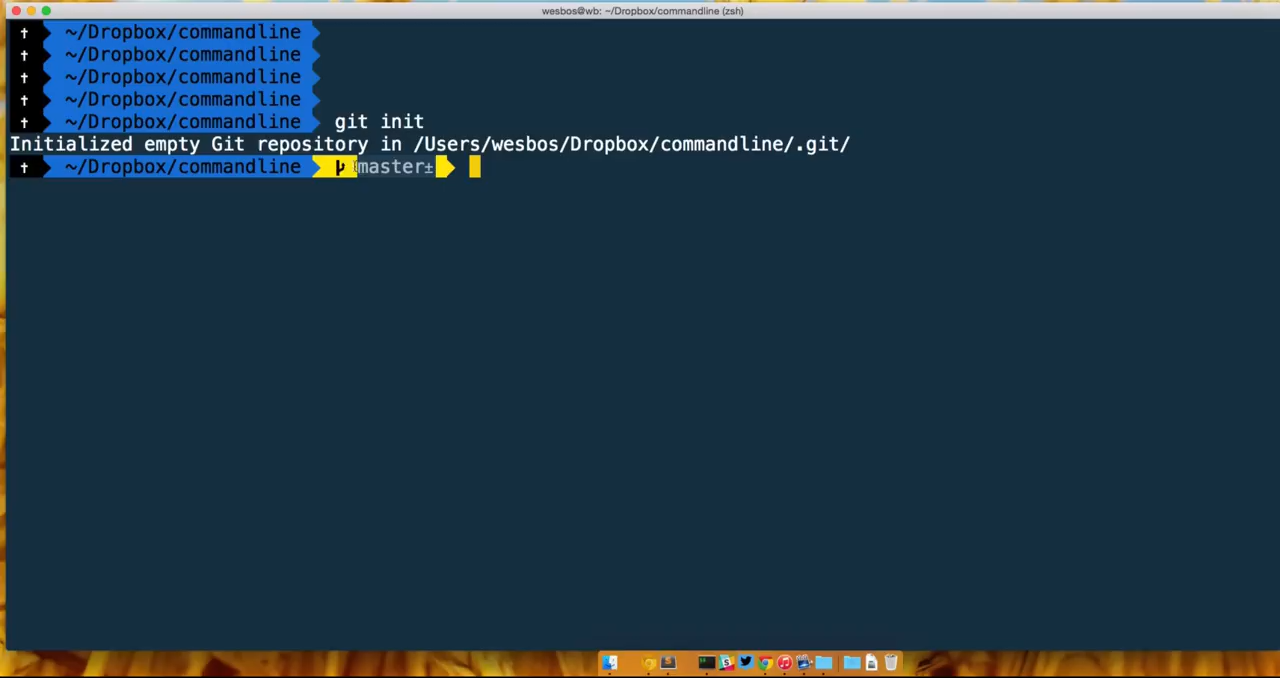 wesbos@wb: ~/Dropbox/commandline (zsh)
✝ ~/Dropbox/commandline
✝ ~/Dropbox/commandline
✝ ~/Dropbox/commandline
✝ ~/Dropbox/commandline
✝ ~/Dropbox/commandline git init
Initialized empty Git repository in /Users/wesbos/Dropbox/commandline/.git/
✝ ~/Dropbox/commandline master±